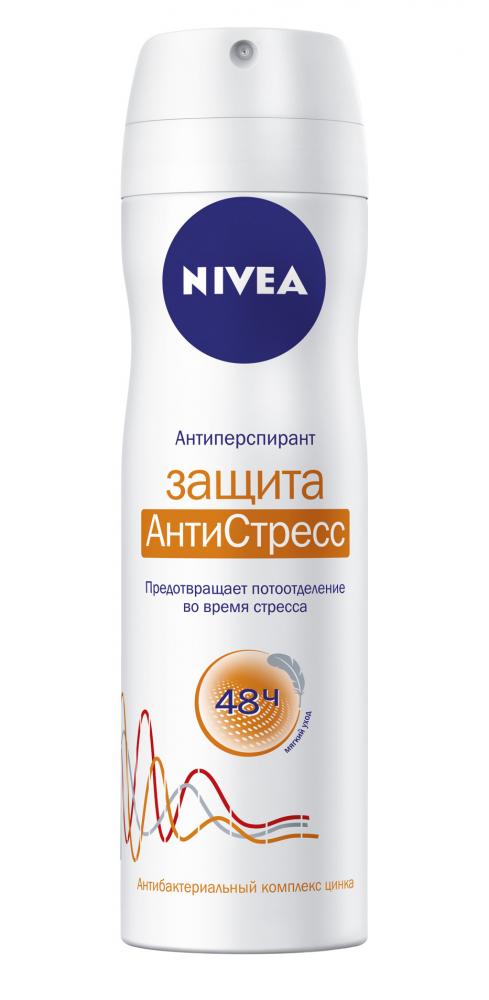 NIVEA
Антиперспирант
защита
АнтиСтресс
Предотвращает потоотделение
во время стресса
48ч
мягкий уход
Антибактериальный комплекс цинка